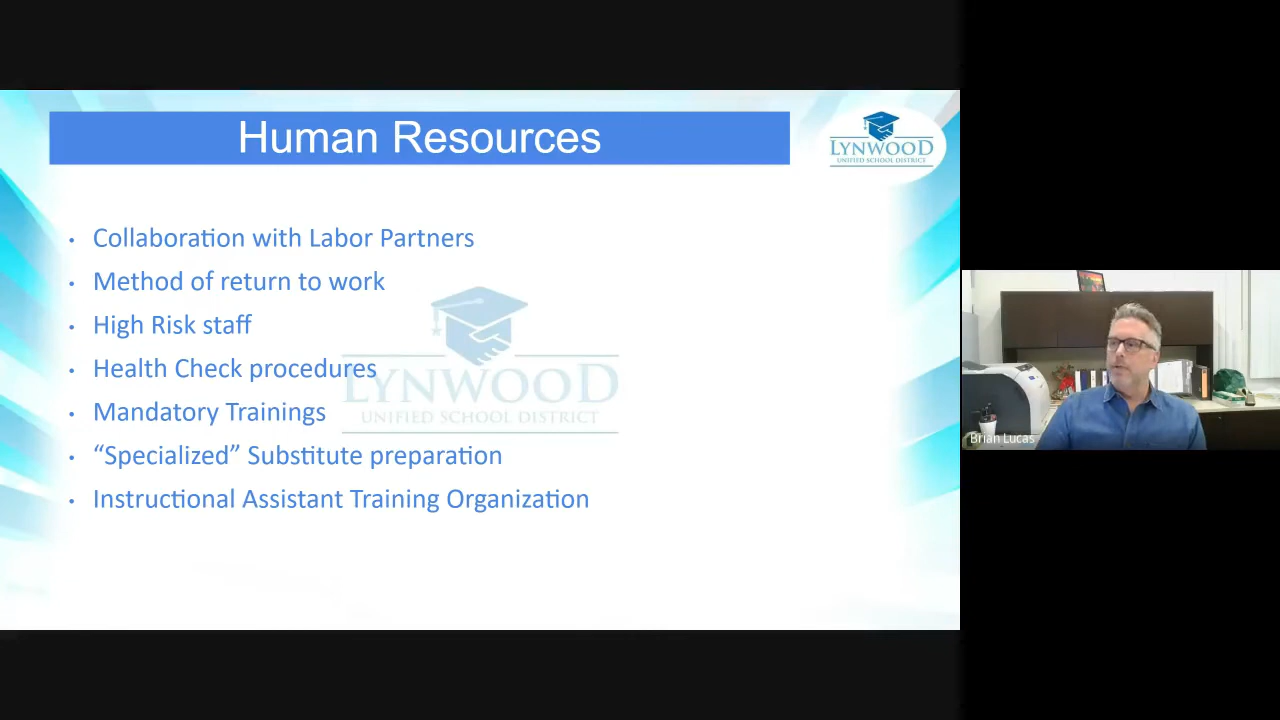 Human Resources
LYNWOOD
UNIFIED SCHOOL DISTRICT
• Collaboration with Labor Partners
• Method of return to work
• High Risk staff
• Health Check procedures
• Mandatory Trainings
• “Specialized” Substitute preparation
• Instructional Assistant Training Organization
LYNWOOD
UNIFIED SCHOOL DISTRICT
Brian Lucas